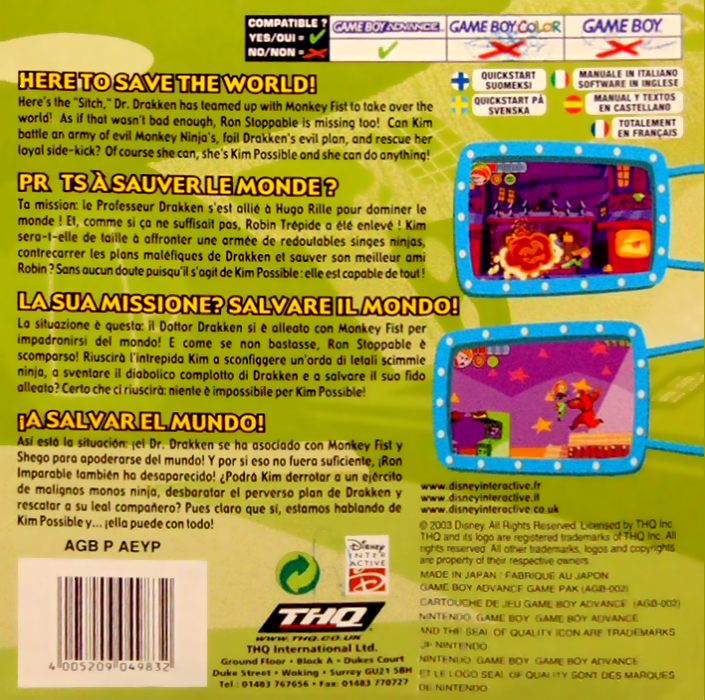 COMPATIBLE ?
YES/OUI =
NO/NON =
GAME BOY ADVANCE
GAME BOY COLOR
GAME BOY
HERE TO SAVE THE WORLD!
Here's the "Sitch," Dr. Drakken has teamed up with Monkey Fist to take over the
world! As if that wasn't bad enough, Ron Stoppable is missing too! Can Kim
battle an army of evil Monkey Ninja's, foil Drakken's evil plan, and rescue her
loyal side-kick? Of course she can, she's Kim Possible and she can do anything!
QUICKSTART
SUOMEKSI
MANUALE IN ITALIANO
SOFTWARE IN INGLESE
QUICKSTART PÅ
SVENSKA
MANUAL Y TEXTOS
EN CASTELLANO
TOTALEMENT
EN FRANÇAIS
PR TS À SAUVER LE MONDE ?
Ta mission: le Professeur Drakken s'est allié à Hugo Rille pour dominer le
monde ! Et, comme si ça ne suffisait pas, Robin Trépide a été enlevé ! Kim
sera-t-elle de taille à affronter une armée de redoutables singes ninjas,
contrecarrer les plans maléfiques de Drakken et sauver son meilleur ami
Robin ? Sans aucun doute puisqu'il s'agit de Kim Possible : elle est capable de tout !
LA SUA MISSIONE? SALVARE IL MONDO!
La situazione è questa: il Dottor Drakken si è alleato con Monkey Fist per
impadronirsi del mondo! E come se non bastasse, Ron Stoppable è
scomparso! Riuscirà l'intrepida Kim a sconfiggere un'orda di letali scimmie
ninja, a sventare il diabolico complotto di Drakken e a salvare il suo fido
alleato? Certo che ci riuscirà: niente è impossibile per Kim Possible!
¡A SALVAR EL MUNDO!
Así está la situación: ¡el Dr. Drakken se ha asociado con Monkey Fist y
Shego para apoderarse del mundo! Y por si eso no fuera suficiente, ¡Ron
Imparable también ha desaparecido! ¿Podrá Kim derrotar a un ejército
de malignos monos ninja, desbaratar el perverso plan de Drakken y
rescatar a su leal compañero? Pues claro que sí, estamos hablando de
Kim Possible y... ¡ella puede con todo!
www.disneyinteractive.fr
www.disneyinteractive.it
www.disneyinteractive.co.uk
© 2003 Disney. All Rights Reserved. Licensed by THQ Inc.
THQ and its logo are registered trademarks of THQ Inc. All
rights reserved. All other trademarks, logos and copyrights
are property of their respective owners.
MADE IN JAPAN / FABRIQUE AU JAPON
GAME BOY ADVANCE GAME PAK (AGB-002)
CARTOUCHE DE JEU GAME BOY ADVANCE (AGB-002)
NINTENDO, GAME BOY, GAME BOY ADVANCE
AND THE SEAL OF QUALITY ICON ARE TRADEMARKS
OF NINTENDO
NINTENDO, GAME BOY, GAME BOY ADVANCE
ET LE LOGO SEAL OF QUALITY SONT DES MARQUES
DE NINTENDO
AGB P AEYP
4 005209 049832
Disney
INTER
ACTIVE
THQ
WWW.THQ.CO.UK
THQ International Ltd.
Ground Floor • Block A • Dukes Court
Duke Street • Woking • Surrey GU21 5BH
Tel.: 01483 767656 • Fax: 01483 770727